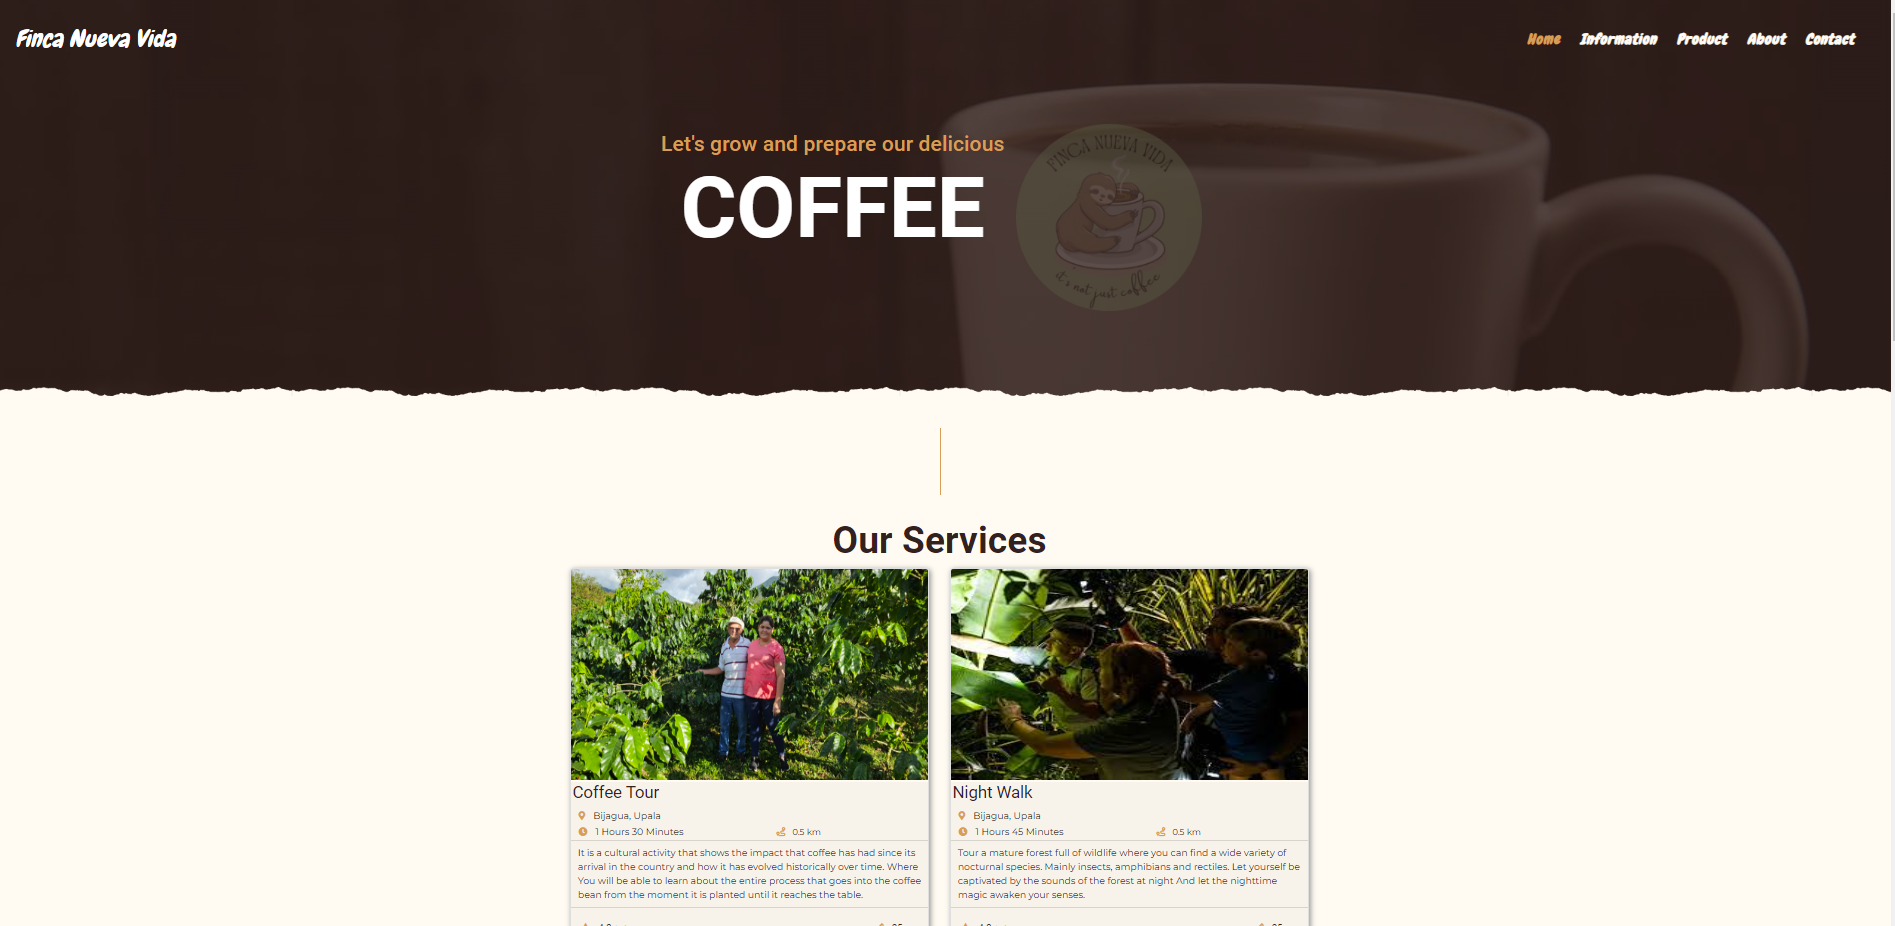 Finca Nueva Vida
Home Information Product About Contact
Let's grow and prepare our delicious
COFFEE
FINCA NUEVA VIDA
it's not just coffee
Our Services
Coffee Tour
Bijagua, Upala
1 Hours 30 Minutes 0.5 km
It is a cultural activity that shows the impact that coffee has had since its
arrival in the country and how it has evolved historically over time. Where
You will be able to learn about the entire process that goes into the coffee
bean from the moment it is planted until it reaches the table.
Night Walk
Bijagua, Upala
1 Hours 45 Minutes 0.5 km
Tour a mature forest full of wildlife where you can find a wide variety of
nocturnal species. Mainly insects, amphibians and rectiles. Let yourself be
captivated by the sounds of the forest at night And let the nighttime
magic awaken your senses.